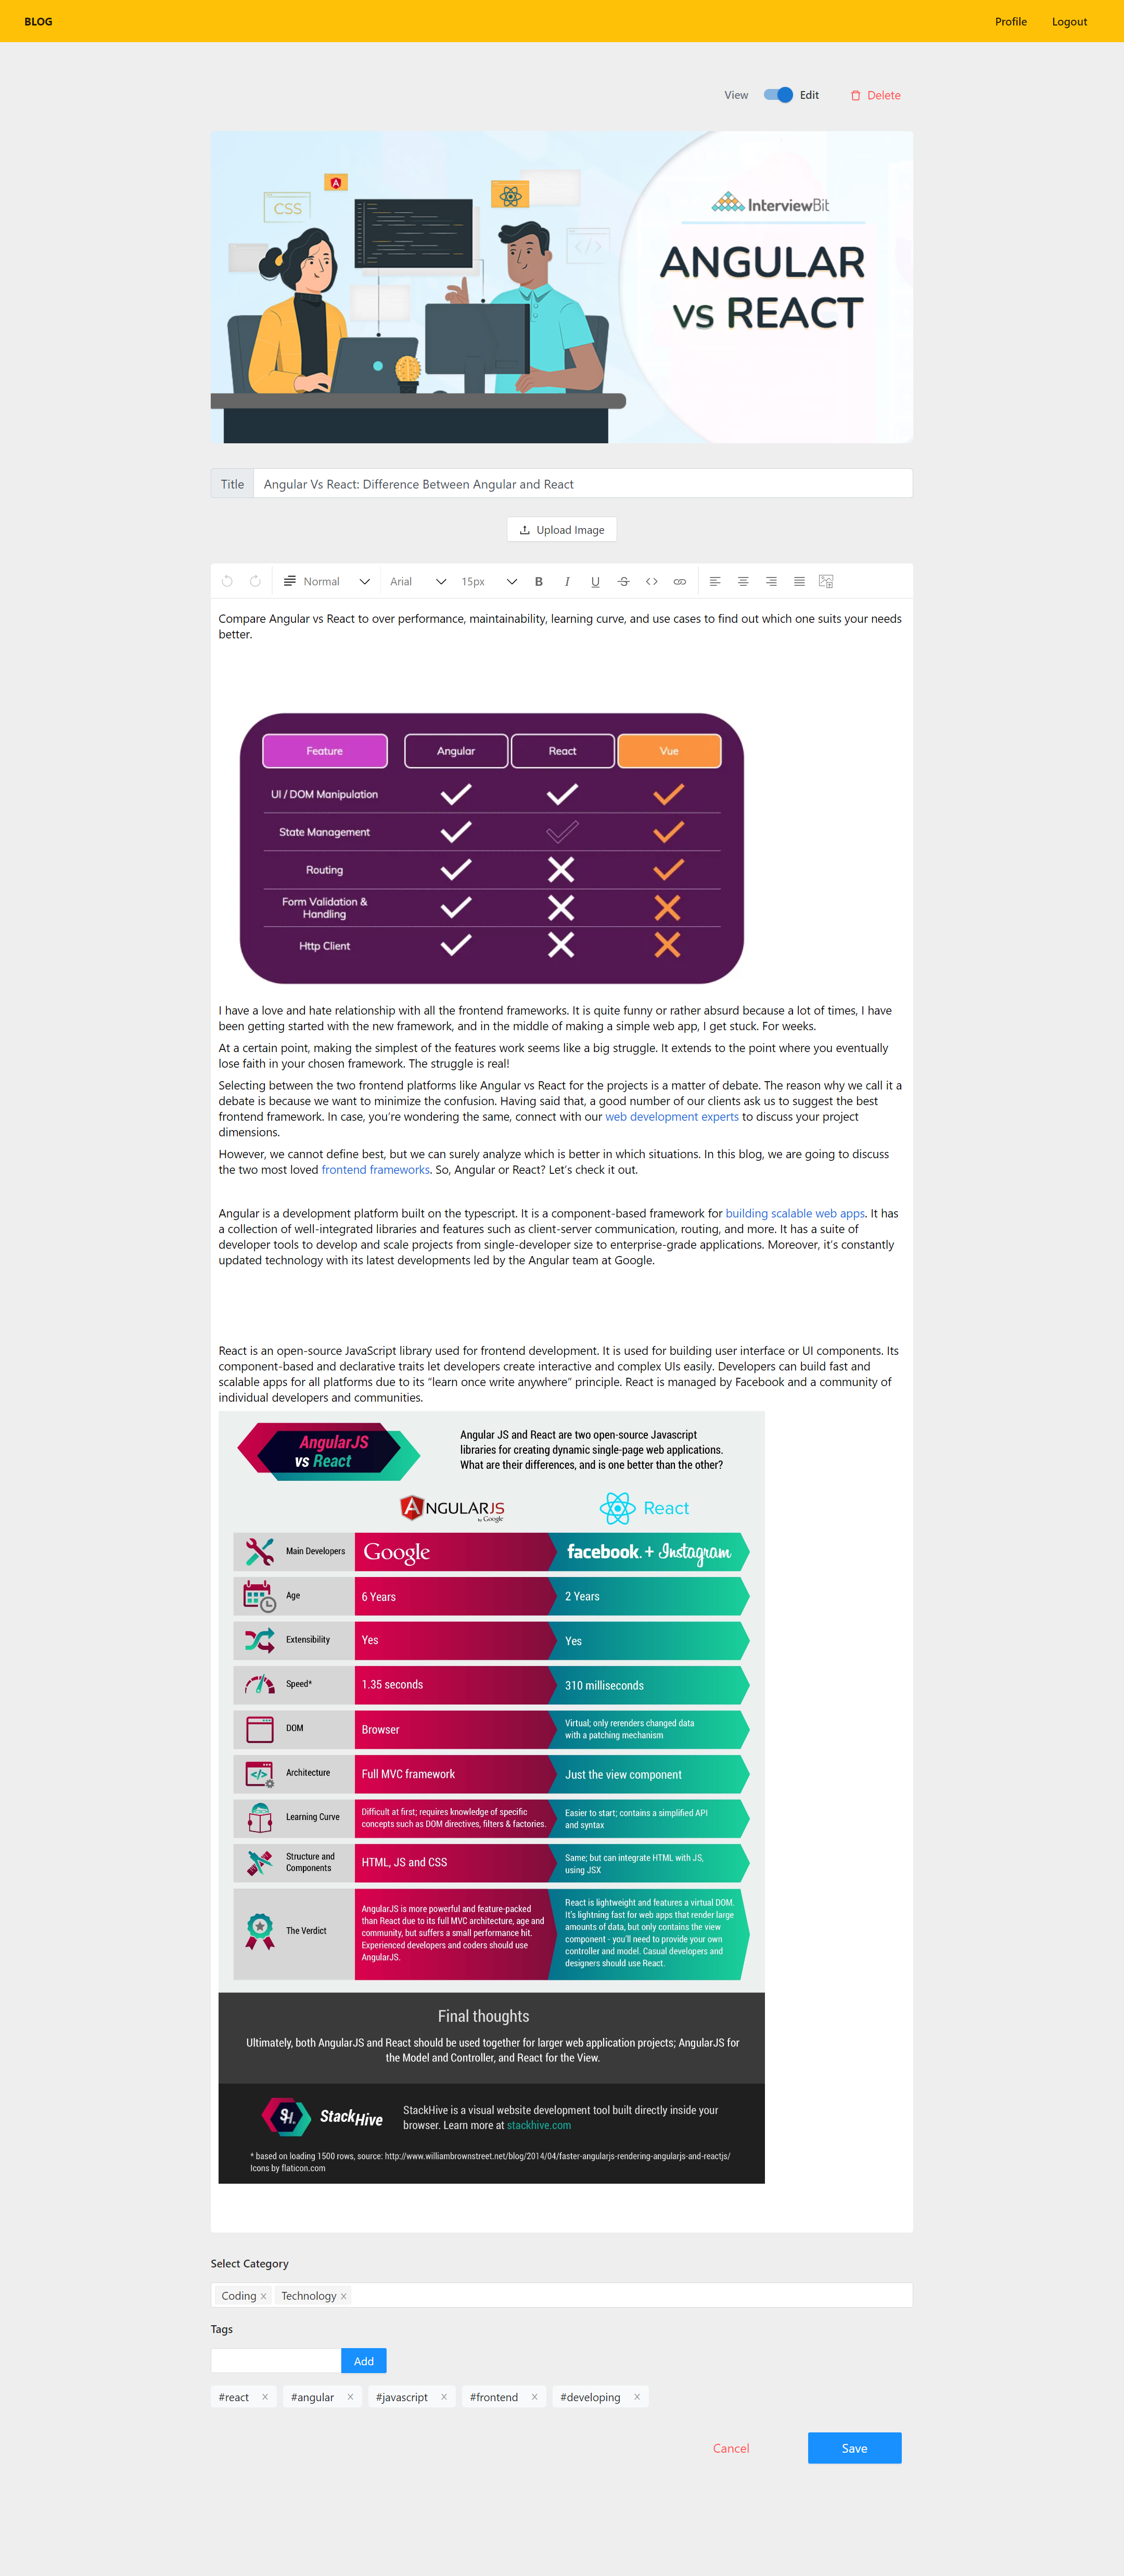 BLOG
Profile
Logout
View
Edit
Delete
CSS
</>
InterviewBit
ANGULAR
VS REACT
Title
Angular Vs React: Difference Between Angular and React
Upload Image
Normal
Arial
15px
B
I
U
S
<>
Compare Angular vs React to over performance, maintainability, learning curve, and use cases to find out which one suits your needs
better.
Feature
Angular
React
Vue
UI / DOM Manipulation
State Management
Routing
Form Validation &
Handling
Http Client
I have a love and hate relationship with all the frontend frameworks. It is quite funny or rather absurd because a lot of times, I have
been getting started with the new framework, and in the middle of making a simple web app, I get stuck. For weeks.
At a certain point, making the simplest of the features work seems like a big struggle. It extends to the point where you eventually
lose faith in your chosen framework. The struggle is real!
Selecting between the two frontend platforms like Angular vs React for the projects is a matter of debate. The reason why we call it a
debate is because we want to minimize the confusion. Having said that, a good number of our clients ask us to suggest the best
frontend framework. In case, you’re wondering the same, connect with our web development experts to discuss your project
dimensions.
However, we cannot define best, but we can surely analyze which is better in which situations. In this blog, we are going to discuss
the two most loved frontend frameworks. So, Angular or React? Let’s check it out.
Angular is a development platform built on the typescript. It is a component-based framework for building scalable web apps. It has
a collection of well-integrated libraries and features such as client-server communication, routing, and more. It has a suite of
developer tools to develop and scale projects from single-developer size to enterprise-grade applications. Moreover, it’s constantly
updated technology with its latest developments led by the Angular team at Google.
React is an open-source JavaScript library used for frontend development. It is used for building user interface or UI components. Its
component-based and declarative traits let developers create interactive and complex UIs easily. Developers can build fast and
scalable apps for all platforms due to its “learn once write anywhere” principle. React is managed by Facebook and a community of
individual developers and communities.
AngularJS
vs React
Angular JS and React are two open-source Javascript
libraries for creating dynamic single-page web applications.
What are their differences, and is one better than the other?
ANGULARJS
by Google
React
Main Developers
Google
facebook. + Instagram
Age
6 Years
2 Years
Extensibility
Yes
Yes
Speed*
1.35 seconds
310 milliseconds
DOM
Browser
Virtual; only rerenders changed data
with a patching mechanism
Architecture
Full MVC framework
Just the view component
Learning Curve
Difficult at first; requires knowledge of specific
concepts such as DOM directives, filters & factories.
Easier to start; contains a simplified API
and syntax
Structure and
Components
HTML, JS and CSS
Same; but can integrate HTML with JS,
using JSX
The Verdict
AngularJS is more powerful and feature-packed
than React due to its full MVC architecture, age and
community, but suffers a small performance hit.
Experienced developers and coders should use
AngularJS.
React is lightweight and features a virtual DOM.
It's lightning fast for web apps that render large
amounts of data, but only contains the view
component - you'll need to provide your own
controller and model. Casual developers and
designers should use React.
Final thoughts
Ultimately, both AngularJS and React should be used together for larger web application projects; AngularJS for
the Model and Controller, and React for the View.
SH.
StackHive
StackHive is a visual website development tool built directly inside your
browser. Learn more at stackhive.com
* based on loading 1500 rows, source: http://www.williambrownstreet.net/blog/2014/04/faster-angularjs-rendering-angularjs-and-reactjs/
Icons by flaticon.com
Select Category
Coding
Technology
Tags
Add
#react
#angular
#javascript
#frontend
#developing
Cancel
Save